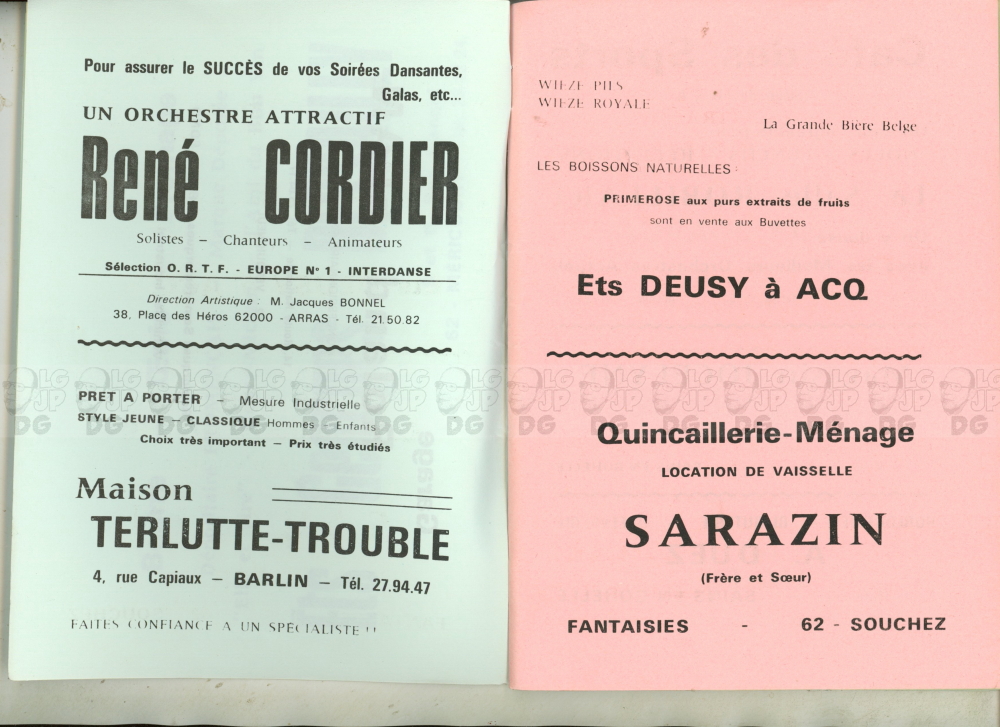 Pour assurer le SUCCÈS de vos Soirées Dansantes,
Galas, etc...
UN ORCHESTRE ATTRACTIF
René CORDIER
Solistes – Chanteurs – Animateurs
Sélection O. R. T. F. - EUROPE N° 1 - INTERDANSE
Direction Artistique : M. Jacques BONNEL
38, Place des Héros 62000 - ARRAS - Tél. 21.50.82
PRET A PORTER – Mesure Industrielle
STYLE JEUNE – CLASSIQUE Hommes - Enfants
Choix très important – Prix très étudiés
Maison
TERLUTTE-TROUBLE
4, rue Capiaux – BARLIN – Tél. 27.94.47
FAITES CONFIANCE A UN SPÉCIALISTE !!
WIEZE PILS
WIEZE ROYALE
La Grande Bière Belge
LES BOISSONS NATURELLES :
PRIMEROSE aux purs extraits de fruits
sont en vente aux Buvettes
Ets DEUSY à ACQ
Quincaillerie-Ménage
LOCATION DE VAISSELLE
SARAZIN
(Frère et Sœur)
FANTAISIES - 62 - SOUCHEZ